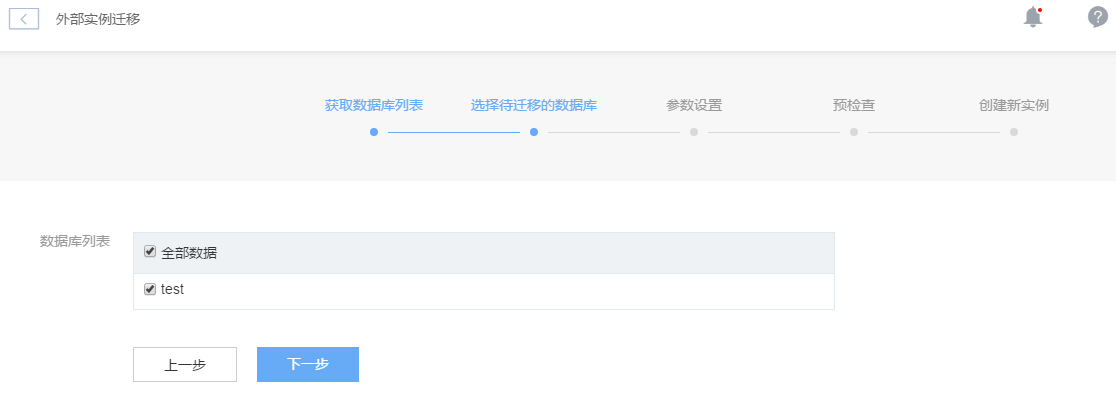 外部实例迁移
获取数据库列表 选择待迁移的数据库 参数设置 预检查 创建新实例
数据库列表
全部数据
test
上一步 下一步